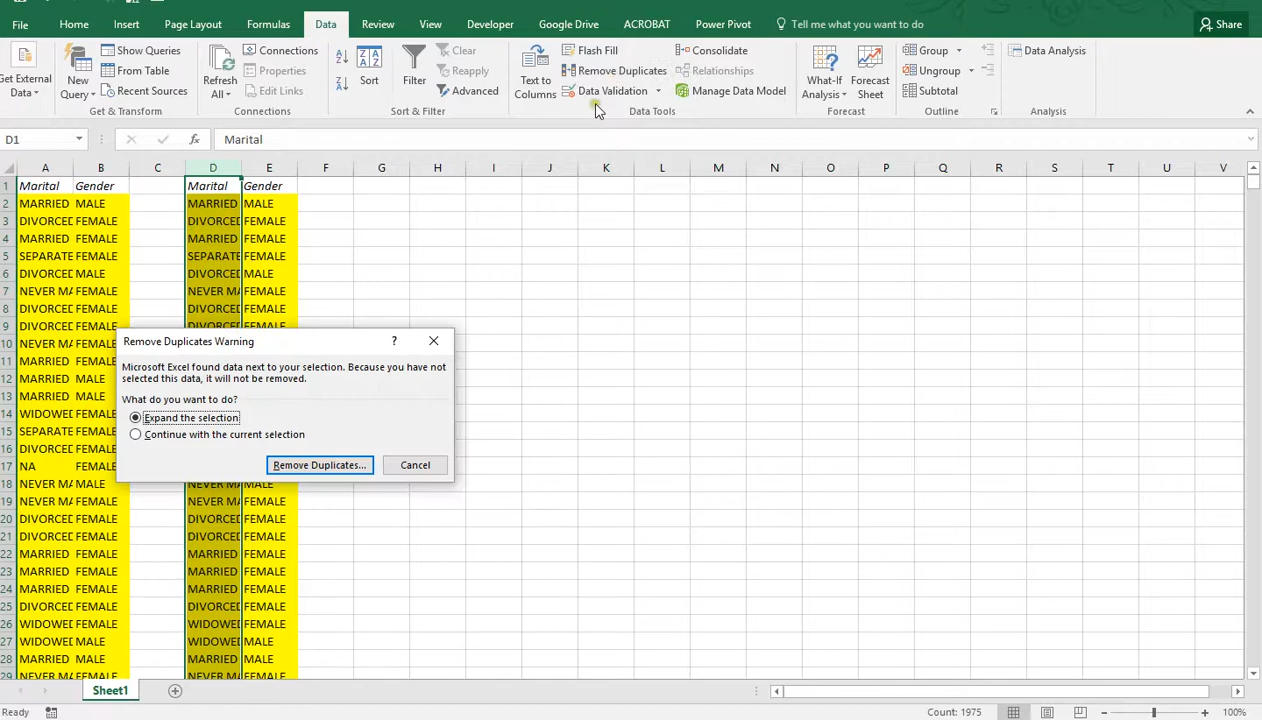 File Home Insert Page Layout Formulas Data Review View Developer Google Drive ACROBAT Power Pivot Tell me what you want to do Share
Get External Data
New Query
Show Queries
From Table
Recent Sources
Get & Transform
Refresh All
Connections
Properties
Edit Links
Connections
Sort
Filter
Clear
Reapply
Advanced
Sort & Filter
Text to Columns
Flash Fill
Remove Duplicates
Data Validation
Consolidate
Relationships
Manage Data Model
Data Tools
What-If Analysis
Forecast Sheet
Forecast
Group
Ungroup
Subtotal
Outline
Data Analysis
Analysis
D1 fx Marital
A B C D E F G H I J K L M N O P Q R S T U V
1 Marital Gender Marital Gender
2 MARRIED MALE MARRIED MALE
3 DIVORCED FEMALE DIVORCED FEMALE
4 MARRIED FEMALE MARRIED FEMALE
5 SEPARATE FEMALE SEPARATE FEMALE
6 DIVORCED MALE DIVORCED MALE
7 NEVER MA FEMALE NEVER MA FEMALE
8 DIVORCED FEMALE DIVORCED FEMALE
9 DIVORCED FEMALE DIVORCED FEMALE
10 NEVER MA FEMALE
11 MARRIED FEMALE
12 MARRIED MALE
13 MARRIED MALE
14 WIDOWED FEMALE
15 SEPARATE FEMALE
16 DIVORCED FEMALE
17 NA FEMALE
18 NEVER MA MALE NEVER MA MALE
19 NEVER MA FEMALE NEVER MA FEMALE
20 DIVORCED FEMALE DIVORCED FEMALE
21 DIVORCED FEMALE DIVORCED FEMALE
22 MARRIED FEMALE MARRIED FEMALE
23 MARRIED FEMALE MARRIED FEMALE
24 MARRIED FEMALE MARRIED FEMALE
25 DIVORCED FEMALE DIVORCED FEMALE
26 WIDOWED FEMALE WIDOWED FEMALE
27 WIDOWED MALE WIDOWED MALE
28 MARRIED MALE MARRIED MALE
29 NEVER MA FEMALE NEVER MA FEMALE
Remove Duplicates Warning ?
Microsoft Excel found data next to your selection. Because you have not
selected this data, it will not be removed.
What do you want to do?
Expand the selection
Continue with the current selection
Remove Duplicates... Cancel
Sheet1
Ready Count: 1975 100%